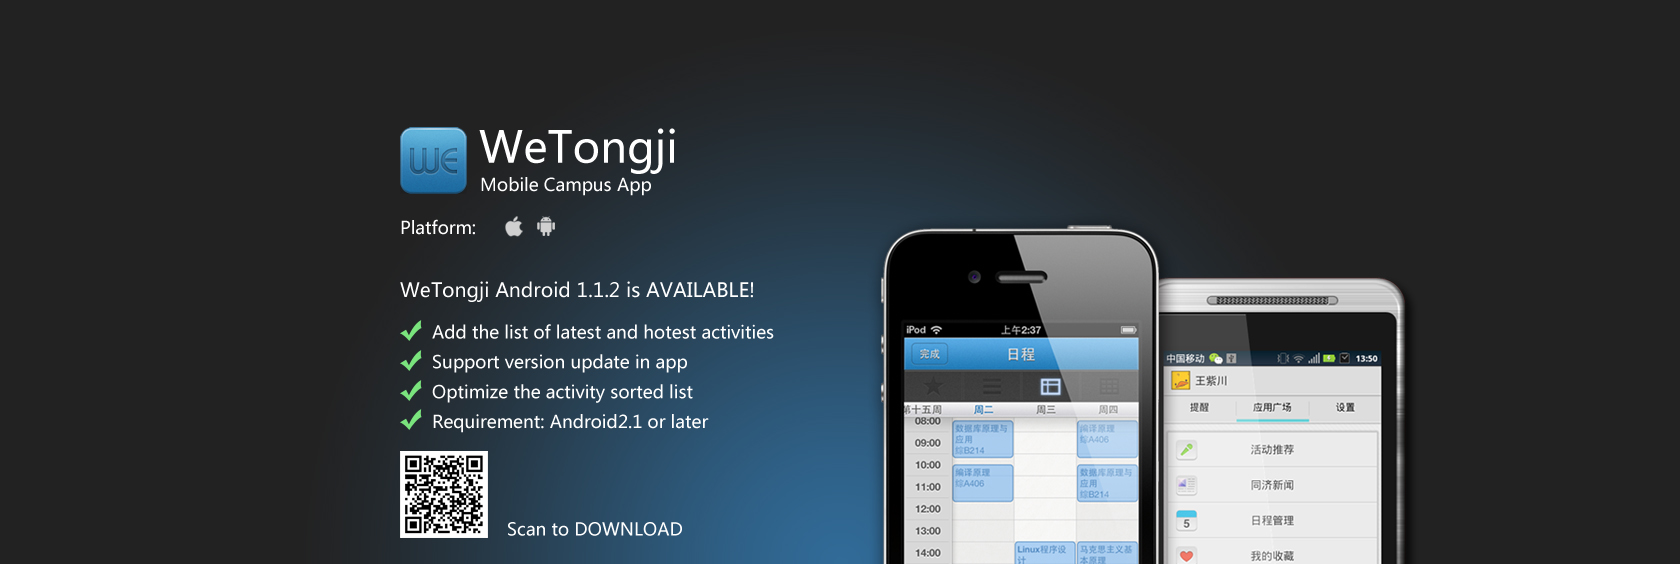 WE
WeTongji
Mobile Campus App
Platform:
WeTongji Android 1.1.2 is AVAILABLE!
Add the list of latest and hotest activities
Support version update in app
Optimize the activity sorted list
Requirement: Android2.1 or later
Scan to DOWNLOAD
iPod 上午2:37
完成 日程
第十五周 周二 周三 周四
08:00
09:00
10:00
11:00
12:00
13:00
14:00
数据库原理与
应用
综B214
编译原理
综A406
Linux程序设
计
编译原理
综A406
数据库原理与
应用
综B214
马克思主义基
本原理
中国移动 13:50
王紫川
提醒 应用广场 设置
活动推荐
同济新闻
5 日程管理
我的收藏